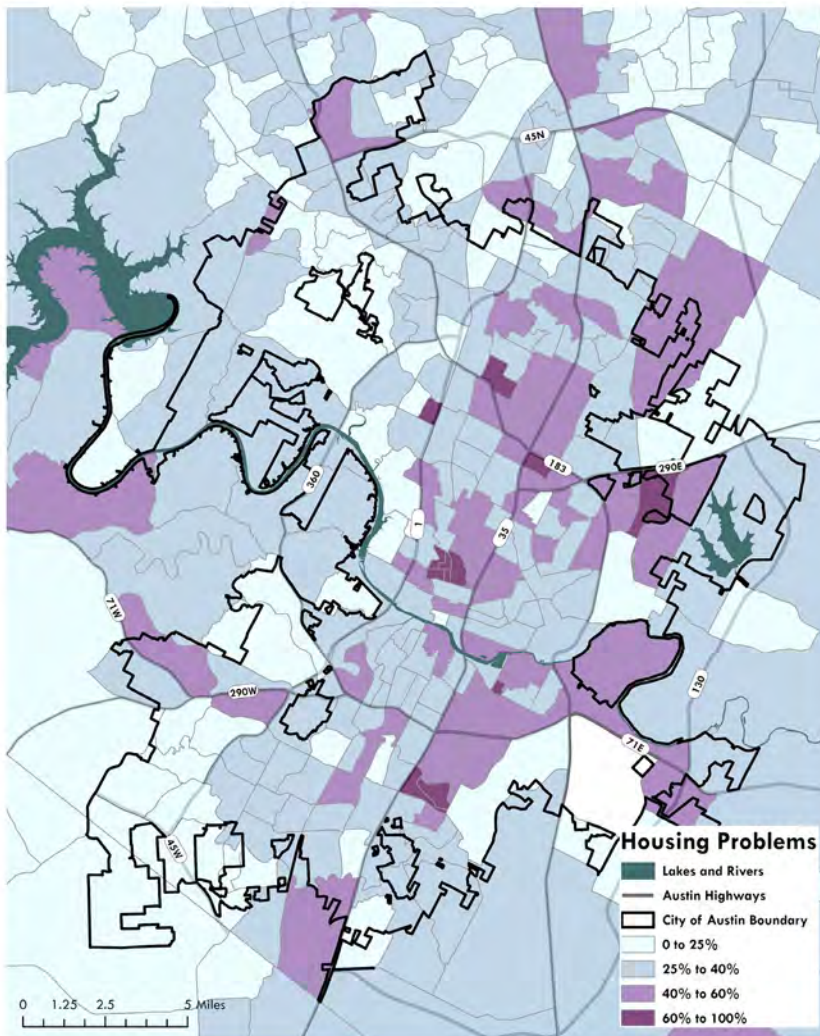 45N
360
1
183
290E
35
71W
130
290W
71E
45W
Housing Problems
Lakes and Rivers
Austin Highways
City of Austin Boundary
0 to 25%
25% to 40%
40% to 60%
60% to 100%
0 1.25 2.5 5 Miles